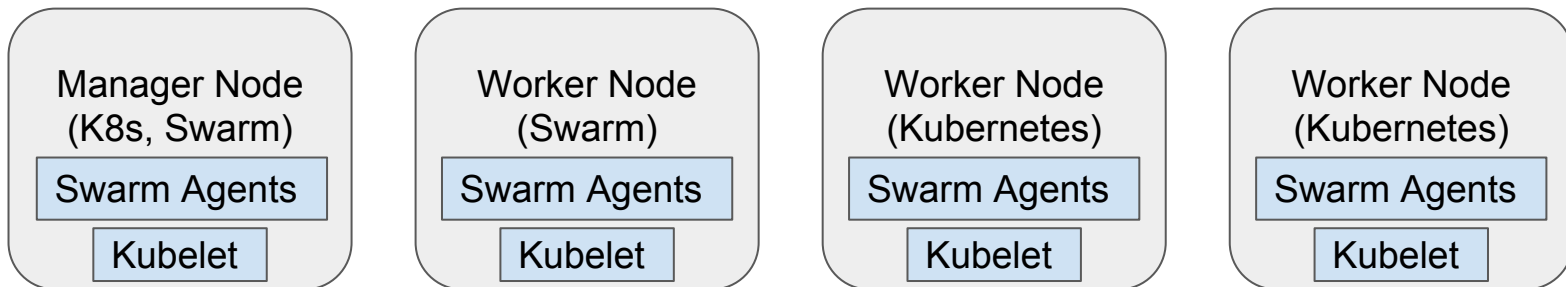 Manager Node
(K8s, Swarm)
Swarm Agents
Kubelet
Worker Node
(Swarm)
Swarm Agents
Kubelet
Worker Node
(Kubernetes)
Swarm Agents
Kubelet
Worker Node
(Kubernetes)
Swarm Agents
Kubelet